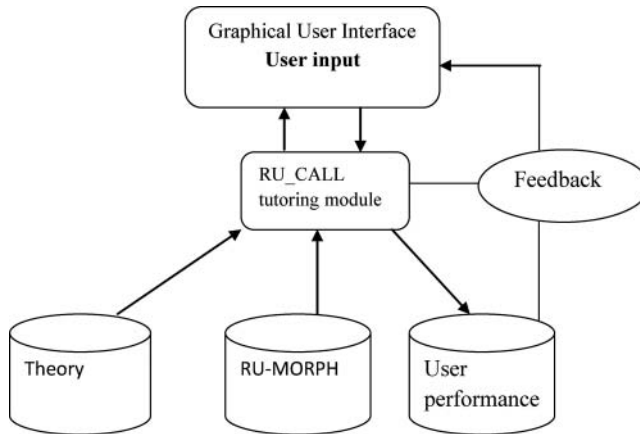 Graphical User Interface
User input
RU_CALL
tutoring module
Feedback
Theory
RU-MORPH
User
performance